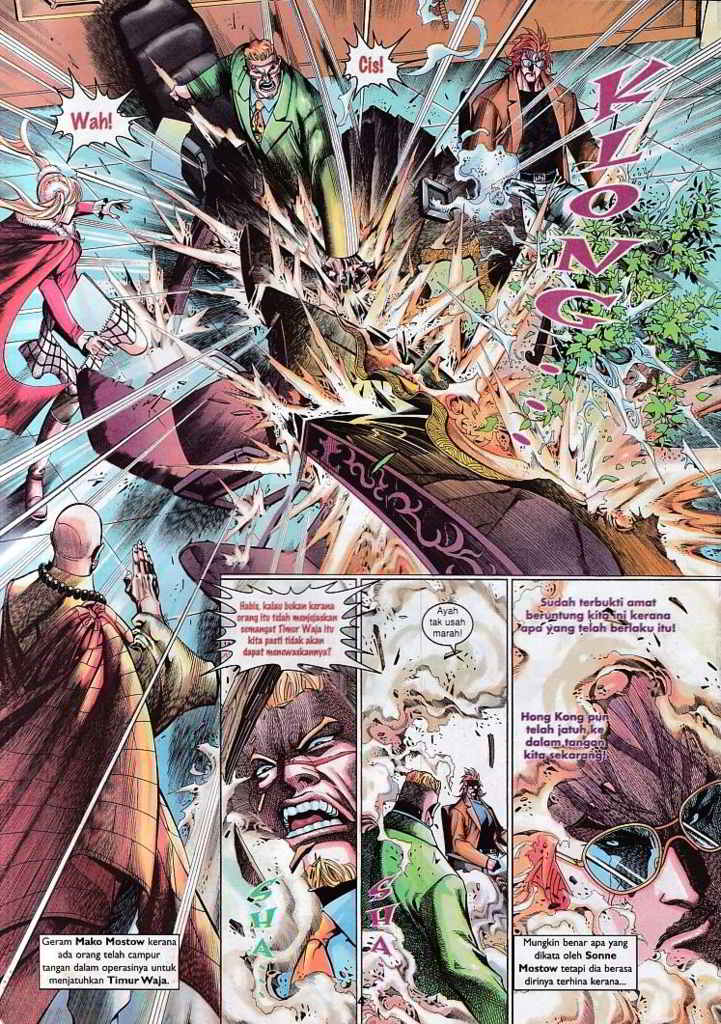 Wah!
Cis!
KLONG...
Geram Mako Mostow kerana
ada orang telah campur
tangan dalam operasinya untuk
menjatuhkan Timur Waja.
Habis, kalau bukan kerana
orang itu telah menjejaskan
semangat Timur Waja itu
kita pasti tidak akan
dapat menewaskannya?
SHA...
Ayah
tak usah
marah!
SHA...
Sudah terbukti amat
beruntung kita ini kerana
apa yang telah berlaku itu!
Hong Kong pun
telah jatuh ke
dalam tangan
kita sekarang!
Mungkin benar apa yang
dikata oleh Sonne
Mostow tetapi dia berasa
dirinya terhina kerana...